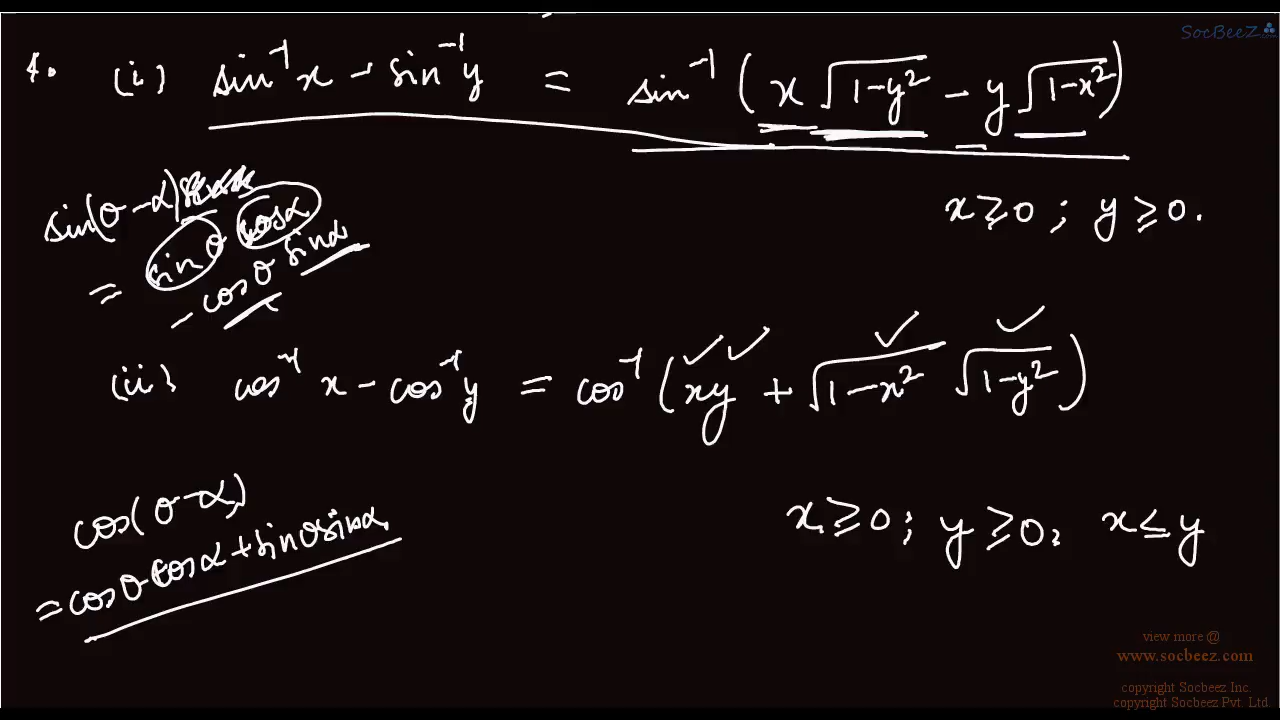 SocBeeZ.com
4. (i) sin⁻¹x - sin⁻¹y = sin⁻¹(x√1-y² - y√1-x²)
x ≥ 0 ; y ≥ 0.
sin(θ-α)
= sinθ cosα
- cosθ sinα
(ii) cos⁻¹x - cos⁻¹y = cos⁻¹(xy + √1-x² √1-y²)
x ≥ 0 ; y ≥ 0, x ≤ y
cos(θ-α)
= cosθ cosα + sinθ sinα
view more @
www.socbeez.com
copyright Socbeez Inc.
copyright Socbeez Pvt. Ltd.